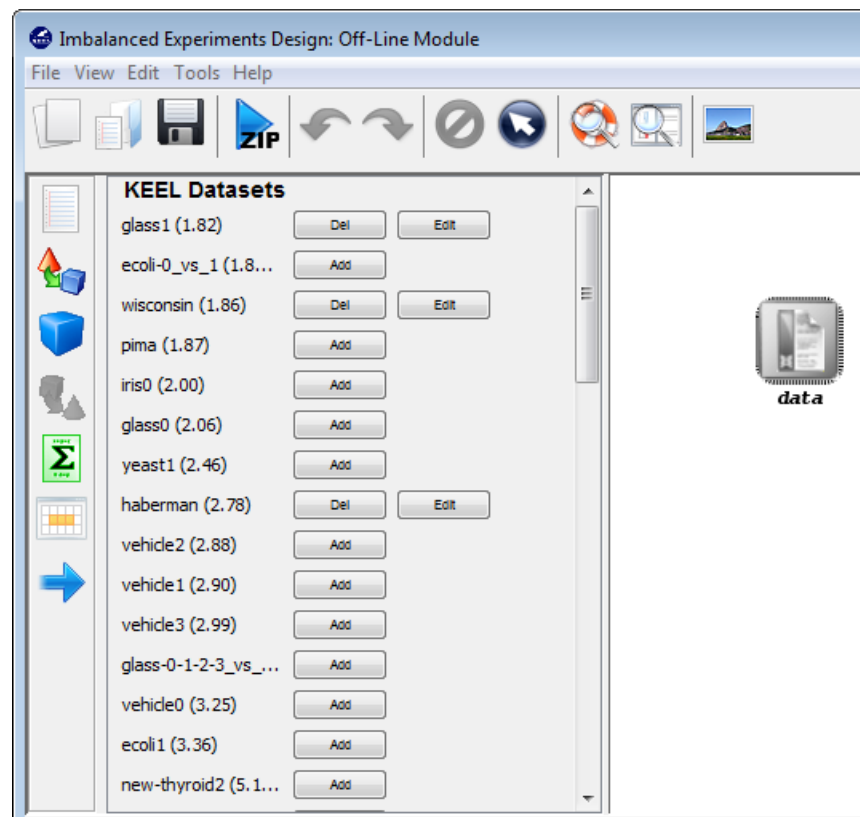 Imbalanced Experiments Design: Off-Line Module
File View Edit Tools Help
ZIP
KEEL Datasets
glass1 (1.82) Del Edit
ecoli-0_vs_1 (1.8... Add
wisconsin (1.86) Del Edit
pima (1.87) Add
iris0 (2.00) Add
glass0 (2.06) Add
yeast1 (2.46) Add
haberman (2.78) Del Edit
vehicle2 (2.88) Add
vehicle1 (2.90) Add
vehicle3 (2.99) Add
glass-0-1-2-3_vs_... Add
vehicle0 (3.25) Add
ecoli1 (3.36) Add
new-thyroid2 (5.1... Add
Σ
data